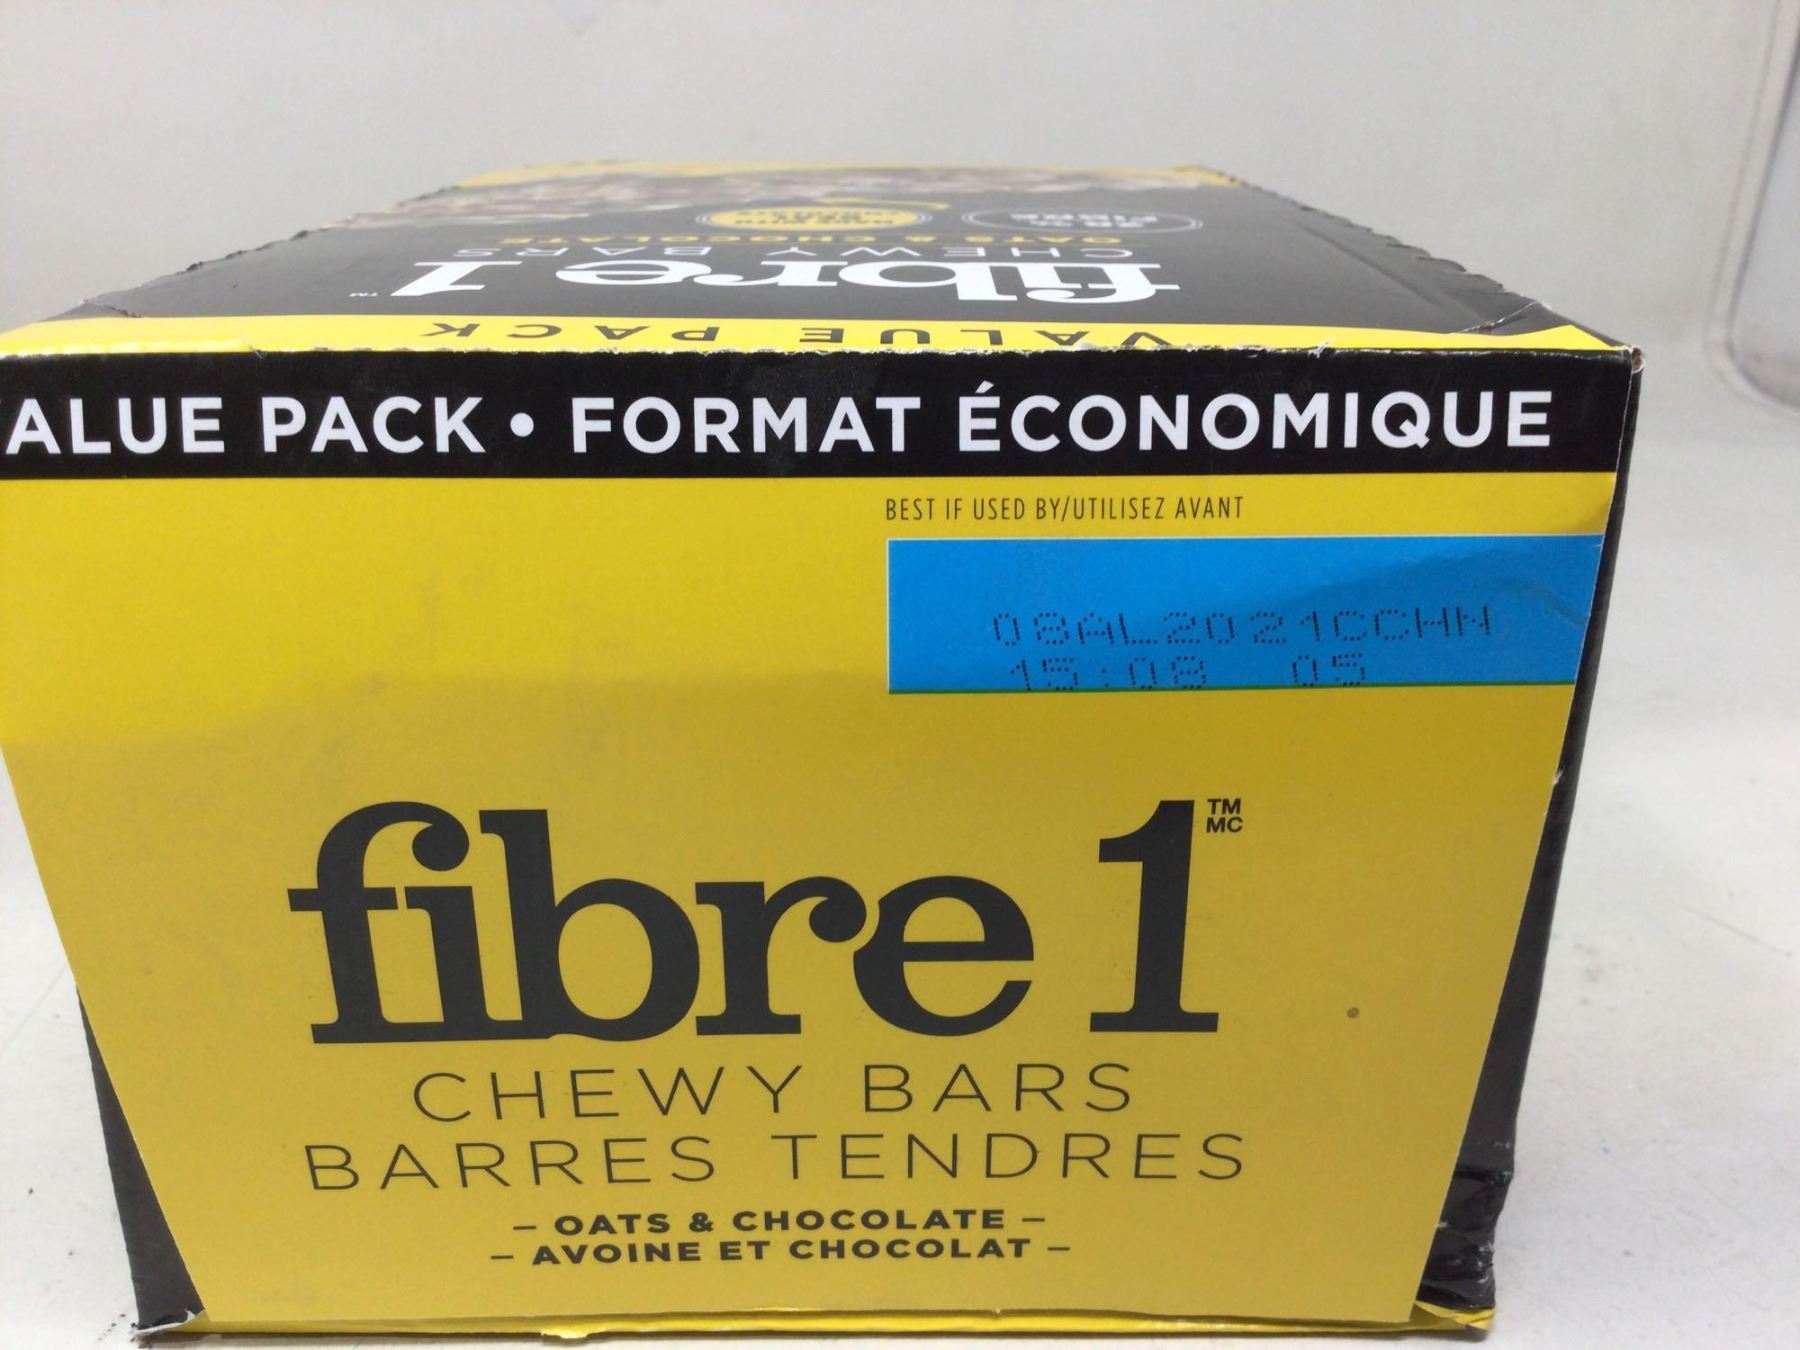 fibre 1 ™
CHEWY BARS
OATS & CHOCOLATE
VALUE PACK
ALUE PACK • FORMAT ÉCONOMIQUE
BEST IF USED BY/UTILISEZ AVANT
08AL2021CCHN
15:08 05
fibre 1 TM MC
CHEWY BARS
BARRES TENDRES
– OATS & CHOCOLATE –
– AVOINE ET CHOCOLAT –